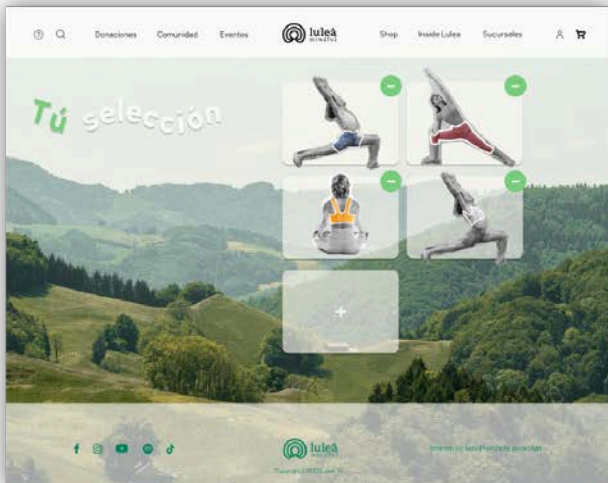 Donaciones Comunidad Eventos luleå Shop Inside Lulea Sucursales
mindful
Tú selección
luleå
mindful